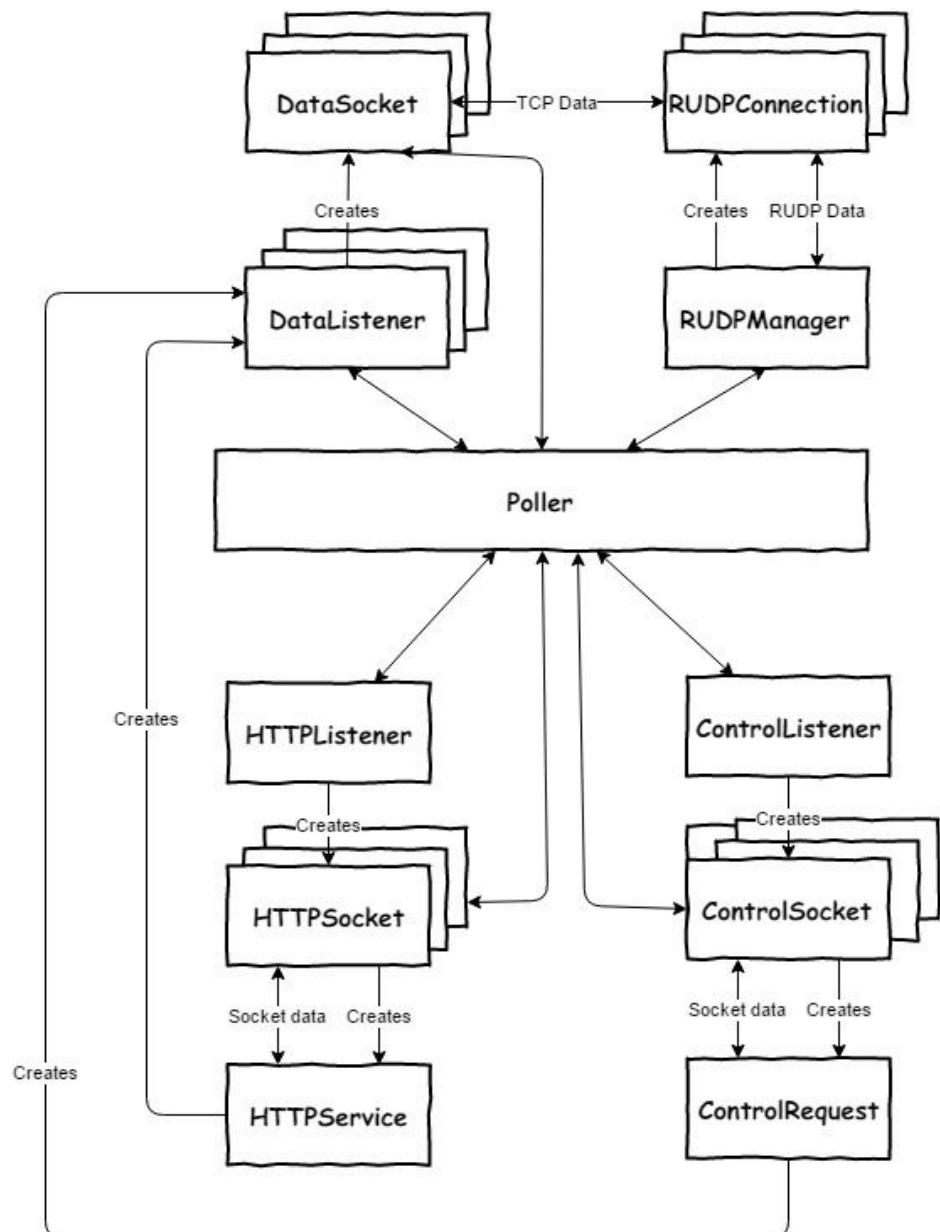 DataSocket
TCP Data
RUDPConnection
Creates
Creates
RUDP Data
DataListener
RUDPManager
Poller
HTTPListener
ControlListener
Creates
Creates
Creates
HTTPSocket
ControlSocket
Socket data
Creates
Socket data
Creates
Creates
HTTPService
ControlRequest